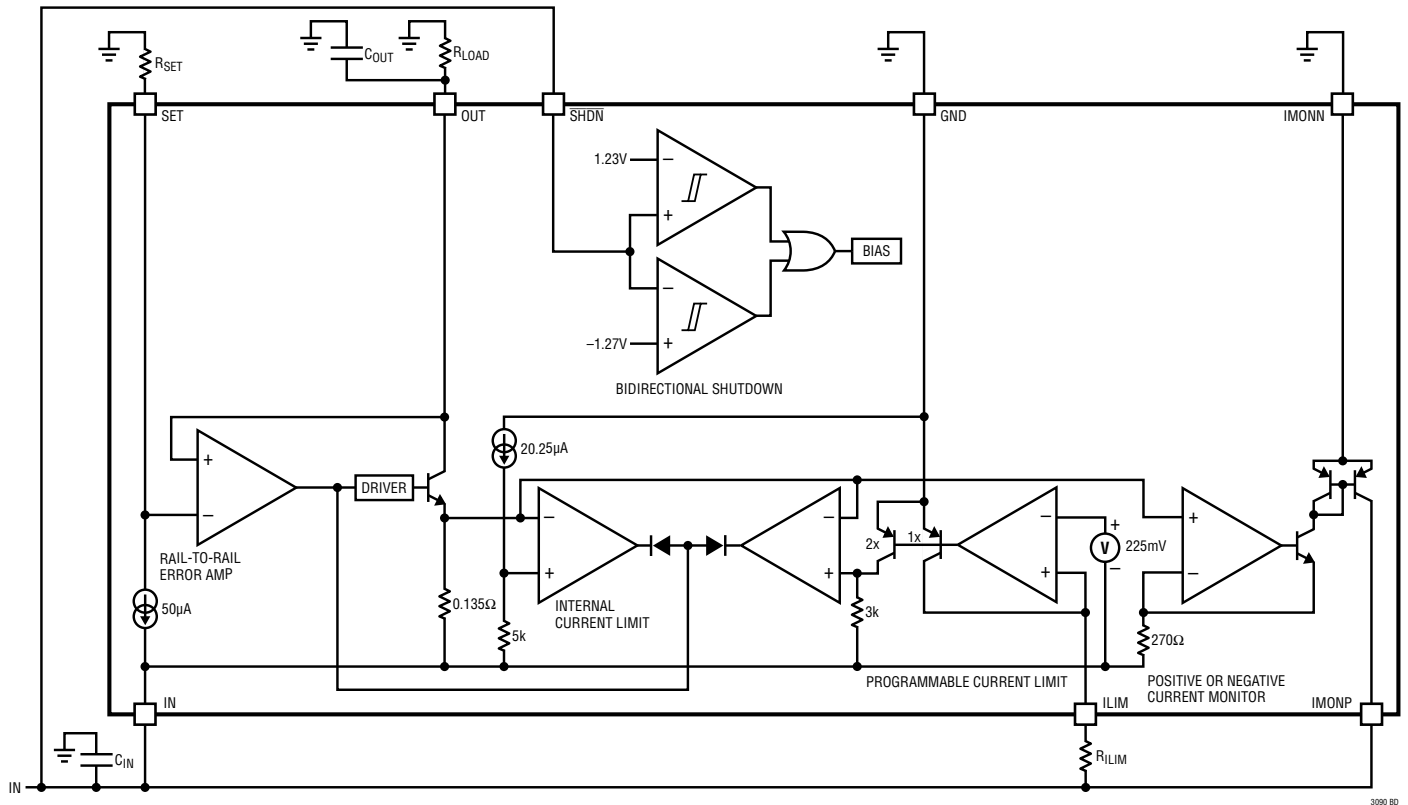 RSET
COUT
RLOAD
SET
OUT
SHDN
GND
IMONN
1.23V
−
+
BIAS
−
−1.27V
+
BIDIRECTIONAL SHUTDOWN
20.25µA
+
DRIVER
−
RAIL-TO-RAIL
ERROR AMP
−
+
INTERNAL
CURRENT LIMIT
−
+
2x
1x
−
+
+
V
−
225mV
+
−
50µA
0.135Ω
5k
3k
270Ω
PROGRAMMABLE CURRENT LIMIT
POSITIVE OR NEGATIVE
CURRENT MONITOR
IN
ILIM
IMONP
CIN
RILIM
IN
3090 BD